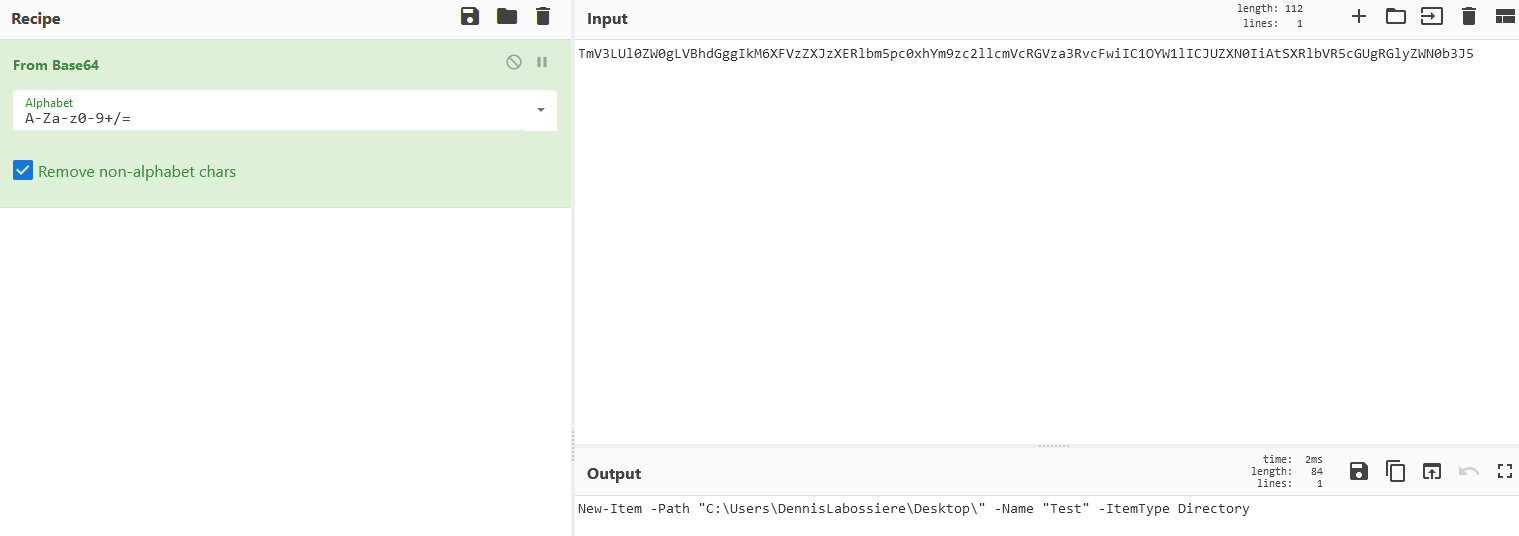 Recipe
From Base64
Alphabet
A-Za-z0-9+/=
Remove non-alphabet chars
Input
length: 112
lines: 1
TmV3LUl0ZW0gLVBhdGggIkM6XFVzZXJzXERlbm5pc0xhYm9zc2llcmVcRGVza3RvcFwiIC1OYW1lICJUZXN0IiAtSXRlbVR5cGUgRGlyZWN0b3J5
Output
time: 2ms
length: 84
lines: 1
New-Item -Path "C:\Users\DennisLabossiere\Desktop\" -Name "Test" -ItemType Directory